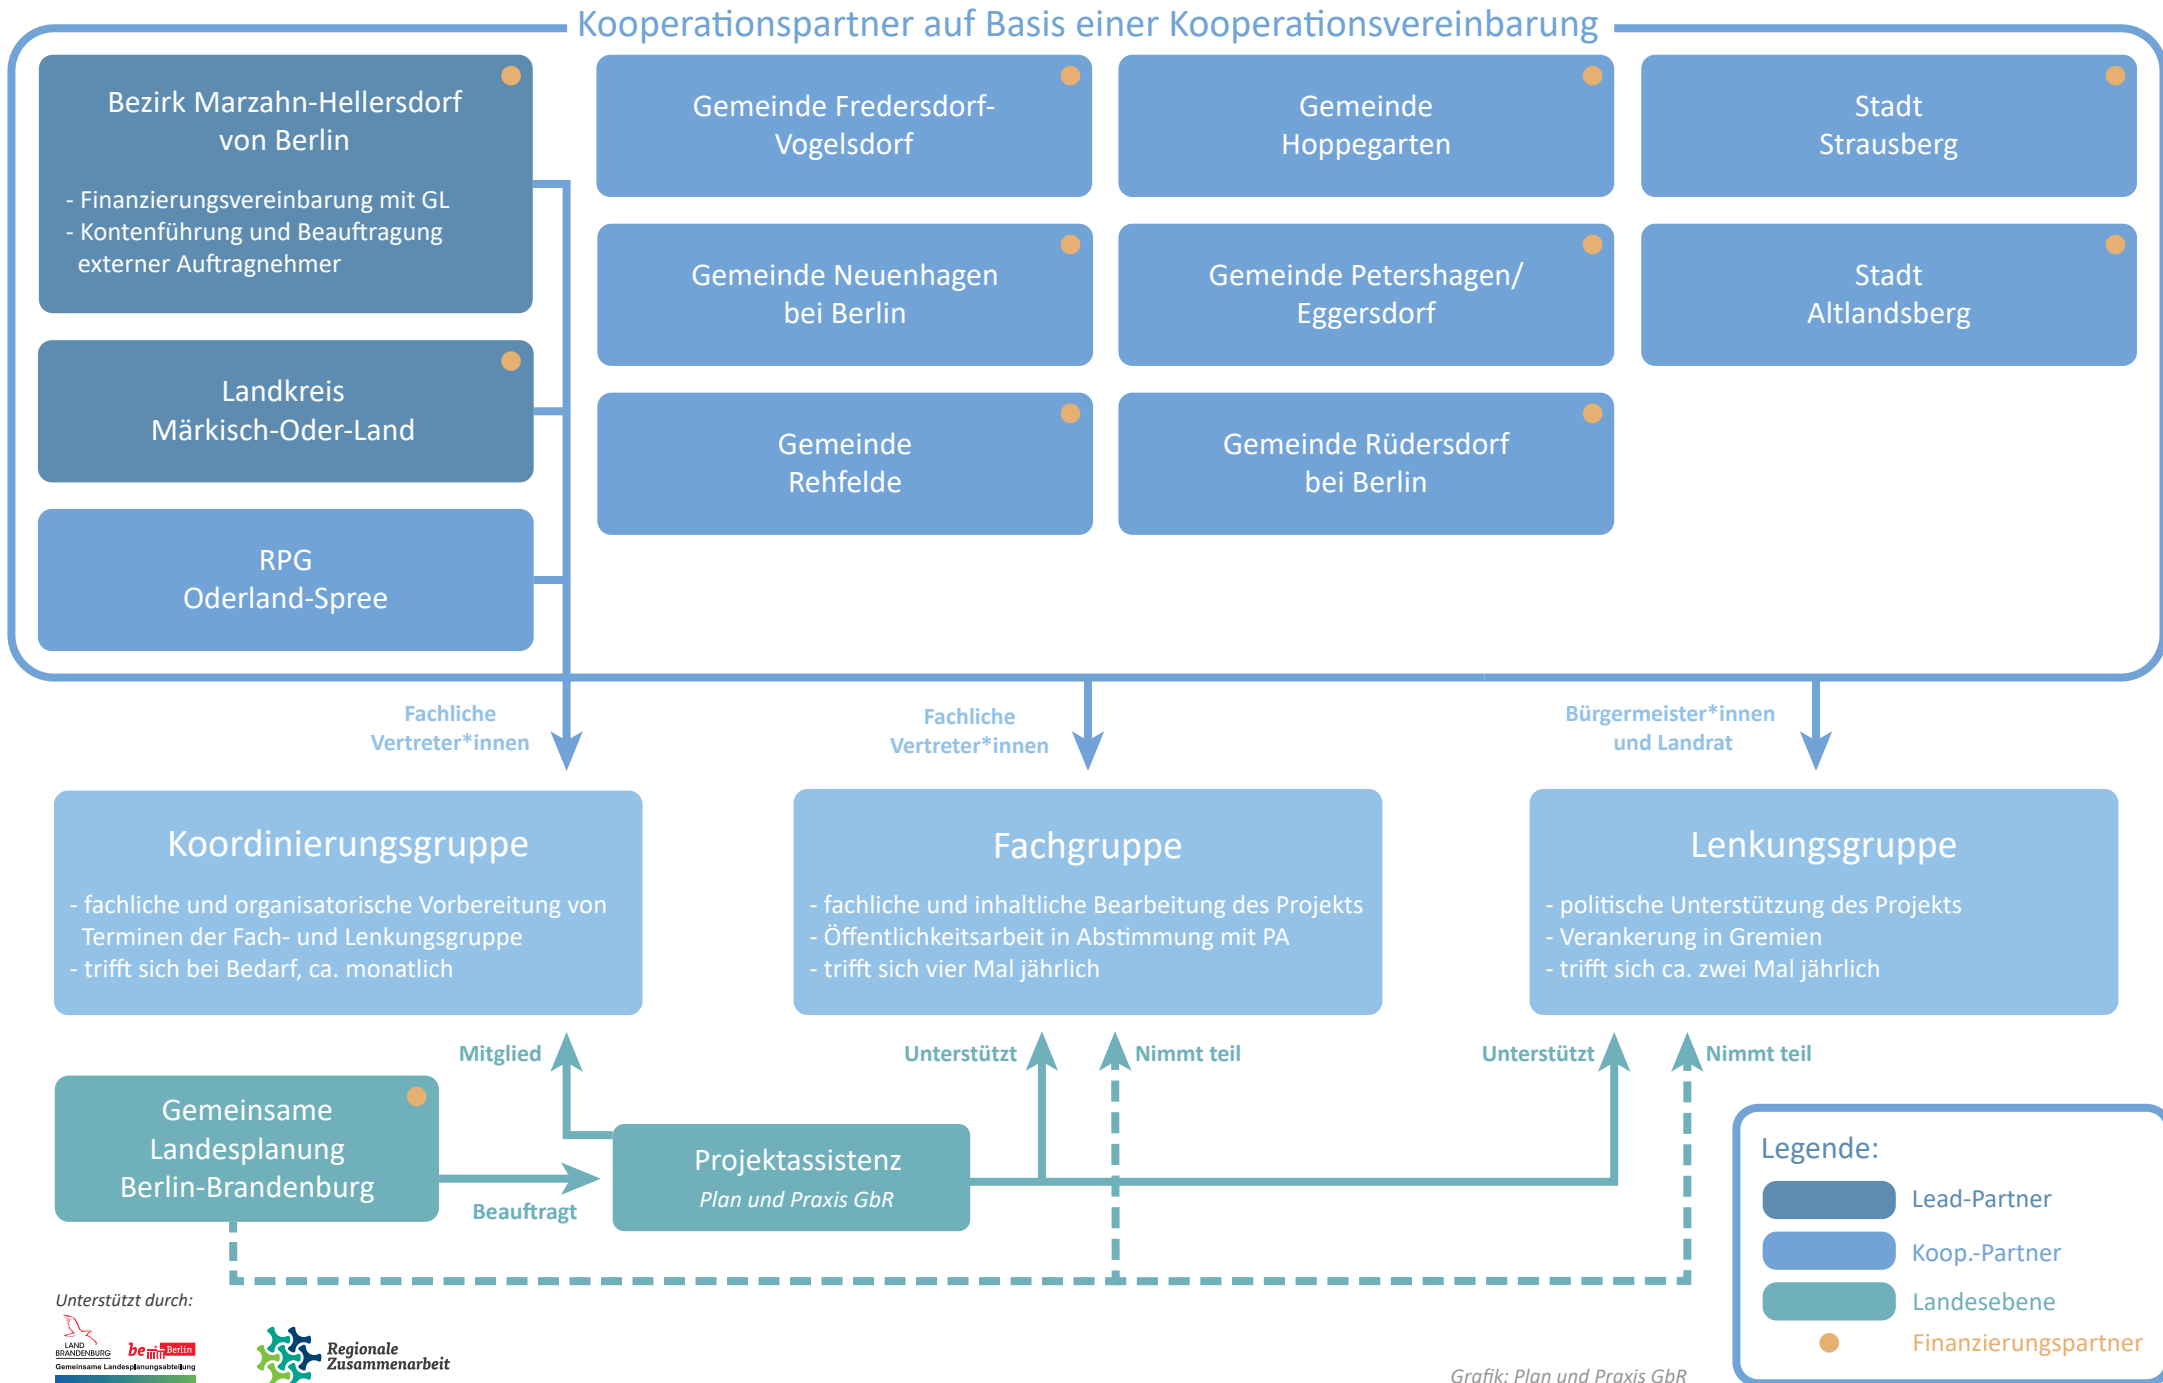 Kooperationspartner auf Basis einer Kooperationsvereinbarung
Bezirk Marzahn-Hellersdorf
von Berlin
- Finanzierungsvereinbarung mit GL
- Kontenführung und Beauftragung
externer Auftragnehmer
Landkreis
Märkisch-Oder-Land
RPG
Oderland-Spree
Gemeinde Fredersdorf-
Vogelsdorf
Gemeinde
Hoppegarten
Stadt
Strausberg
Gemeinde Neuenhagen
bei Berlin
Gemeinde Petershagen/
Eggersdorf
Stadt
Altlandsberg
Gemeinde
Rehfelde
Gemeinde Rüdersdorf
bei Berlin
Fachliche
Vertreter*innen
Fachliche
Vertreter*innen
Bürgermeister*innen
und Landrat
Koordinierungsgruppe
- fachliche und organisatorische Vorbereitung von
Terminen der Fach- und Lenkungsgruppe
- trifft sich bei Bedarf, ca. monatlich
Fachgruppe
- fachliche und inhaltliche Bearbeitung des Projekts
- Öffentlichkeitsarbeit in Abstimmung mit PA
- trifft sich vier Mal jährlich
Lenkungsgruppe
- politische Unterstützung des Projekts
- Verankerung in Gremien
- trifft sich ca. zwei Mal jährlich
Mitglied
Unterstützt
Nimmt teil
Unterstützt
Nimmt teil
Gemeinsame
Landesplanung
Berlin-Brandenburg
Beauftragt
Projektassistenz
Plan und Praxis GbR
Legende:
Lead-Partner
Koop.-Partner
Landesebene
Finanzierungspartner
Unterstützt durch:
LAND
BRANDENBURG
be Berlin
Gemeinsame Landesplanungsabteilung
Regionale
Zusammenarbeit
Grafik: Plan und Praxis GbR